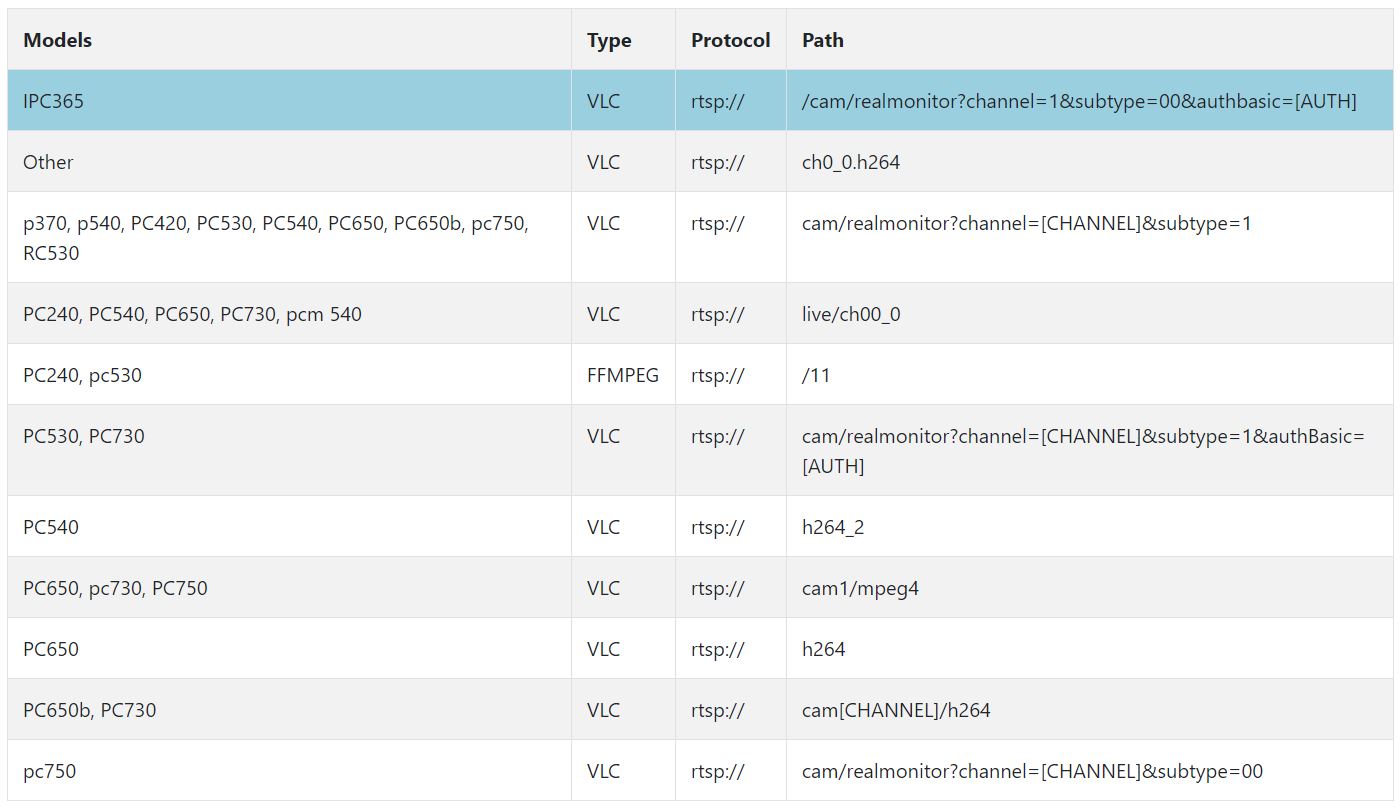 Models Type Protocol Path
IPC365 VLC rtsp:// /cam/realmonitor?channel=1&subtype=00&authbasic=[AUTH]
Other VLC rtsp:// ch0_0.h264
p370, p540, PC420, PC530, PC540, PC650, PC650b, pc750, VLC rtsp:// cam/realmonitor?channel=[CHANNEL]&subtype=1
RC530
PC240, PC540, PC650, PC730, pcm 540 VLC rtsp:// live/ch00_0
PC240, pc530 FFMPEG rtsp:// /11
PC530, PC730 VLC rtsp:// cam/realmonitor?channel=[CHANNEL]&subtype=1&authBasic=
[AUTH]
PC540 VLC rtsp:// h264_2
PC650, pc730, PC750 VLC rtsp:// cam1/mpeg4
PC650 VLC rtsp:// h264
PC650b, PC730 VLC rtsp:// cam[CHANNEL]/h264
pc750 VLC rtsp:// cam/realmonitor?channel=[CHANNEL]&subtype=00